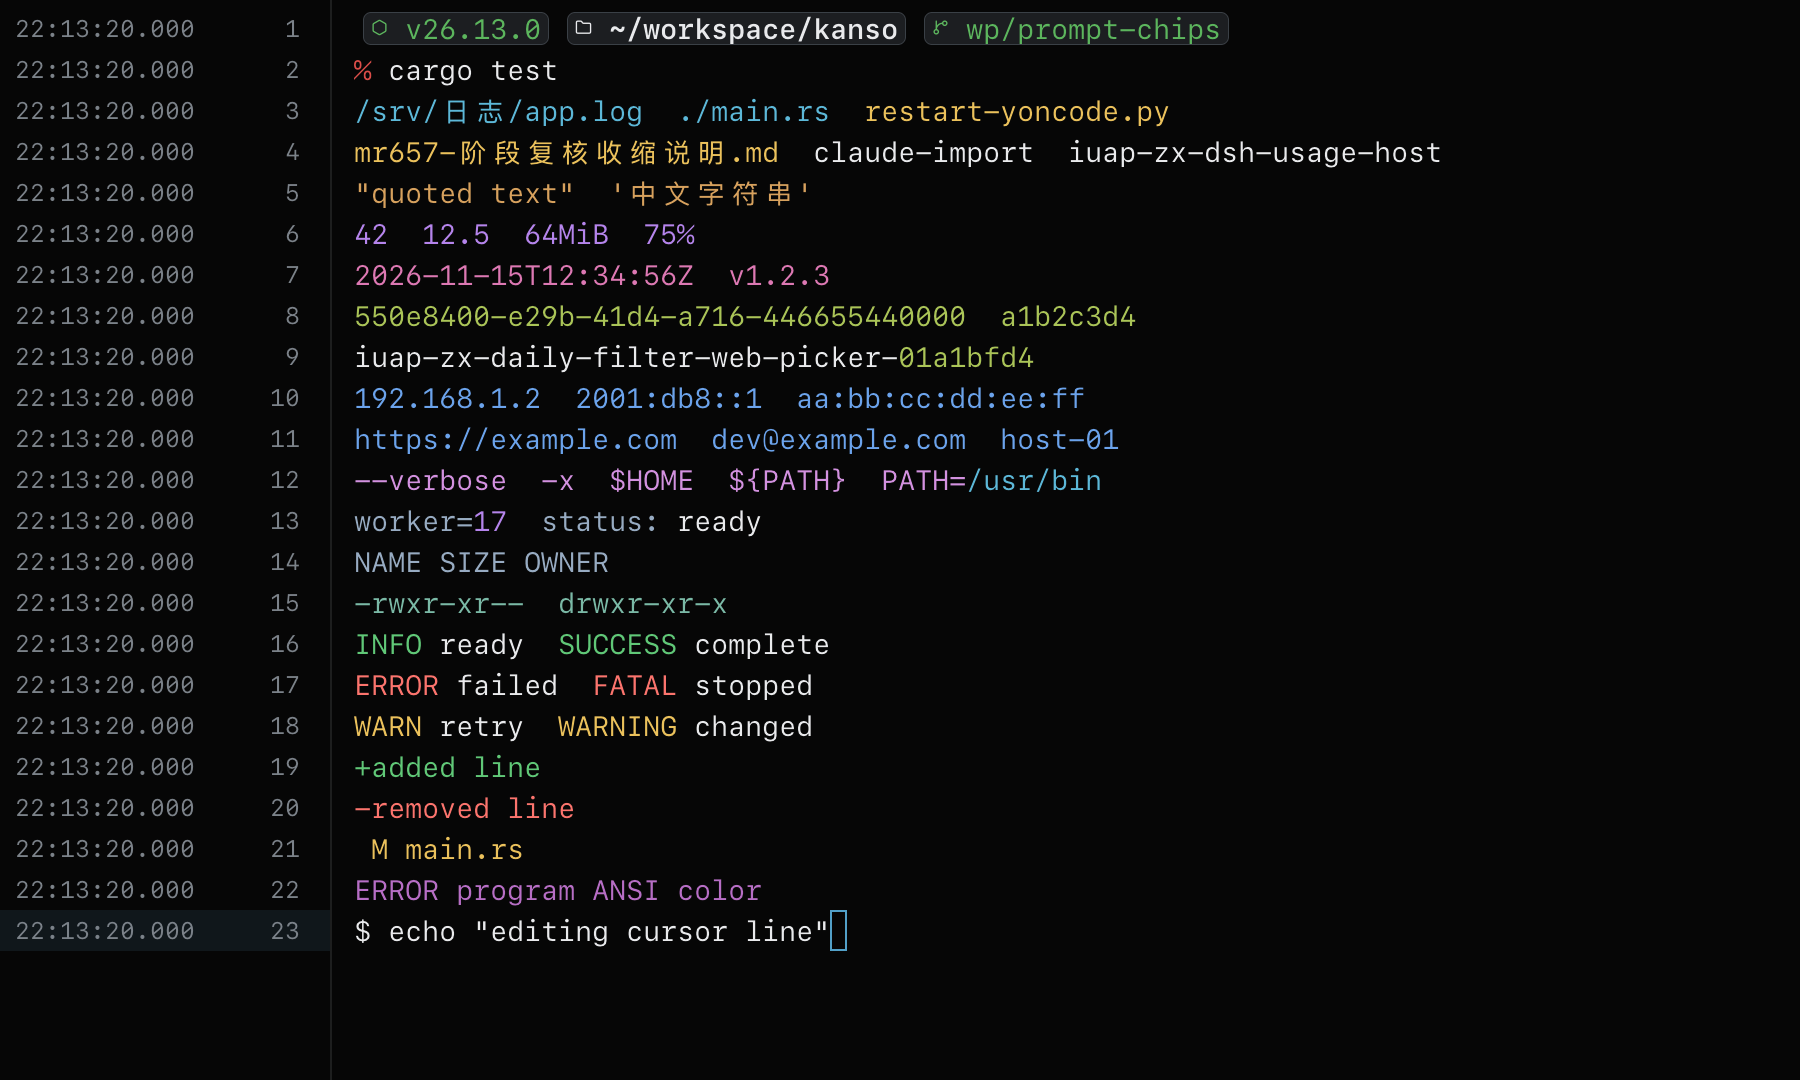 22:13:20.000 1 v26.13.0 ~/workspace/kanso wp/prompt-chips
22:13:20.000 2 % cargo test
22:13:20.000 3 /srv/日志/app.log ./main.rs restart-yoncode.py
22:13:20.000 4 mr657-阶段复核收缩说明.md claude-import iuap-zx-dsh-usage-host
22:13:20.000 5 "quoted text" '中文字符串'
22:13:20.000 6 42 12.5 64MiB 75%
22:13:20.000 7 2026-11-15T12:34:56Z v1.2.3
22:13:20.000 8 550e8400-e29b-41d4-a716-446655440000 a1b2c3d4
22:13:20.000 9 iuap-zx-daily-filter-web-picker-01a1bfd4
22:13:20.000 10 192.168.1.2 2001:db8::1 aa:bb:cc:dd:ee:ff
22:13:20.000 11 https://example.com dev@example.com host-01
22:13:20.000 12 --verbose -x $HOME ${PATH} PATH=/usr/bin
22:13:20.000 13 worker=17 status: ready
22:13:20.000 14 NAME SIZE OWNER
22:13:20.000 15 -rwxr-xr-- drwxr-xr-x
22:13:20.000 16 INFO ready SUCCESS complete
22:13:20.000 17 ERROR failed FATAL stopped
22:13:20.000 18 WARN retry WARNING changed
22:13:20.000 19 +added line
22:13:20.000 20 -removed line
22:13:20.000 21 M main.rs
22:13:20.000 22 ERROR program ANSI color
22:13:20.000 23 $ echo "editing cursor line"